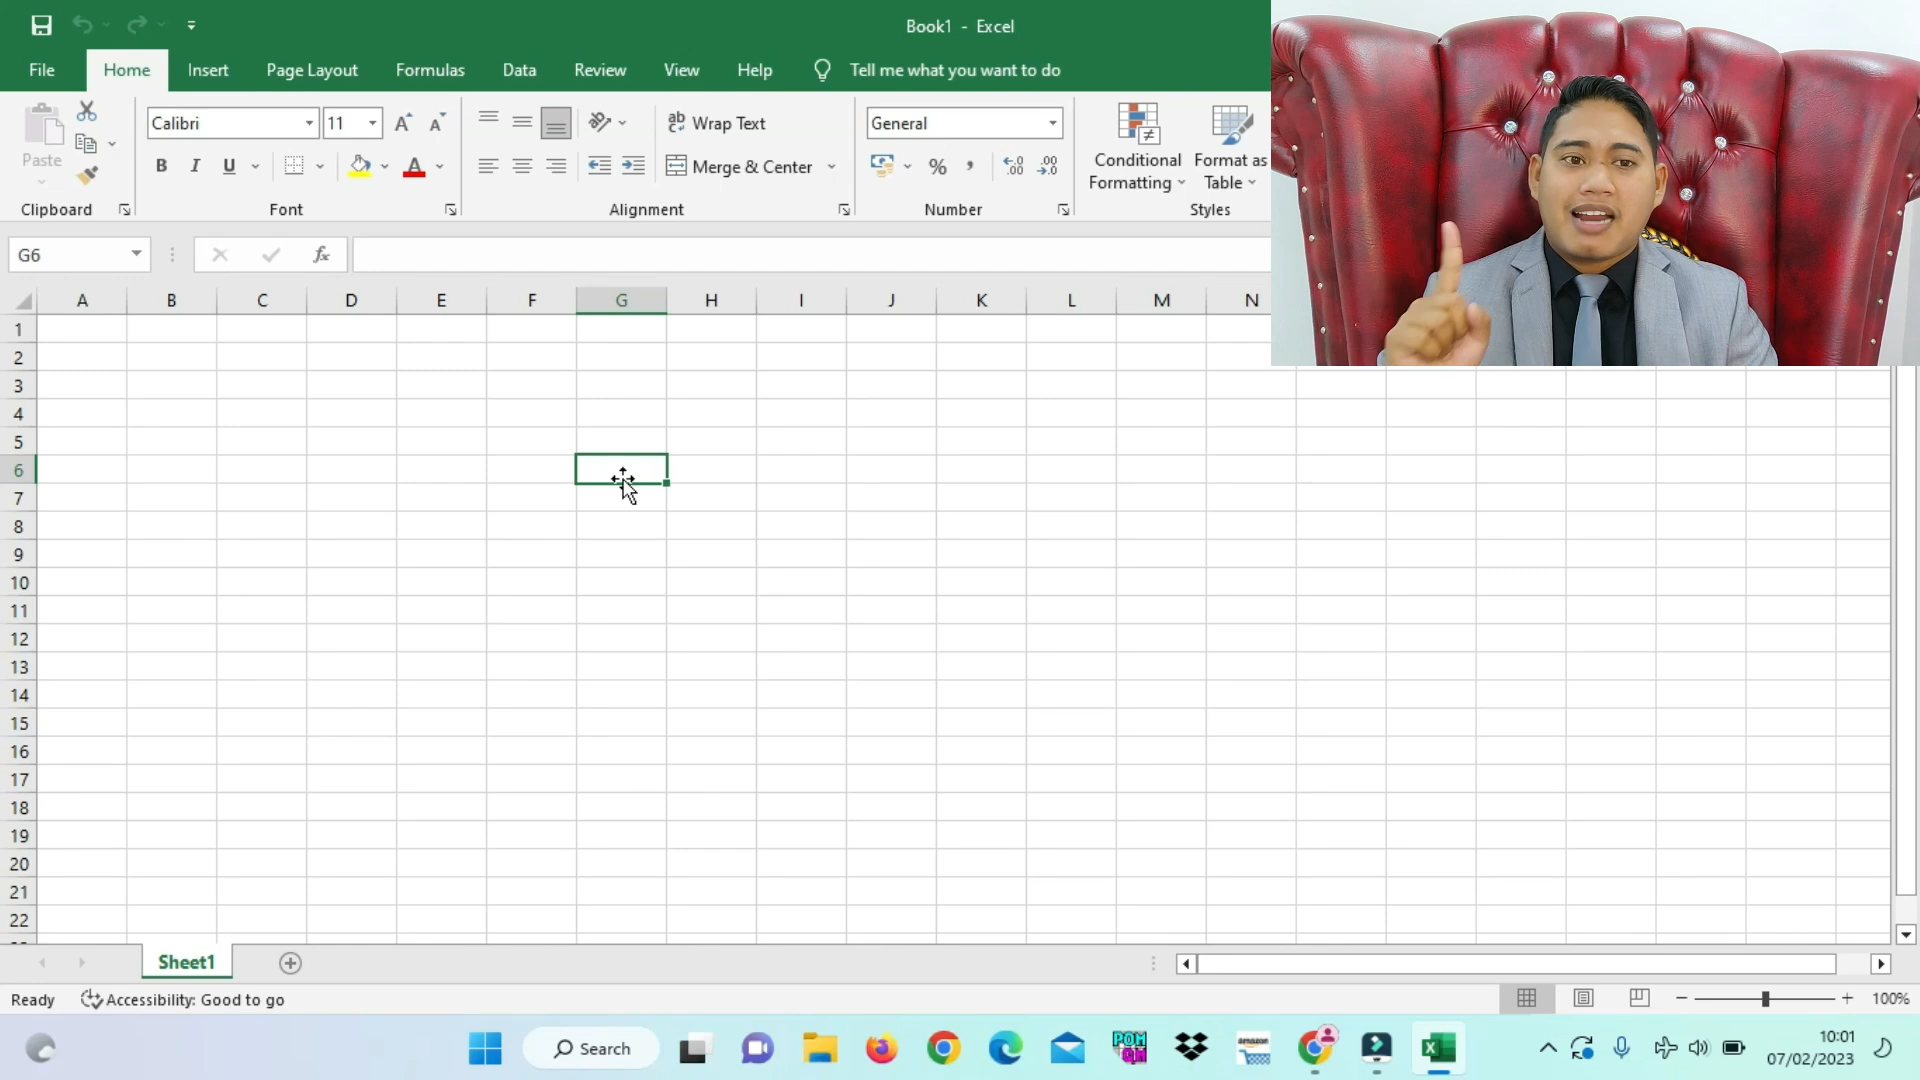 Book1 - Excel
File Home Insert Page Layout Formulas Data Review View Help Tell me what you want to do
Calibri 11 Wrap Text General
Paste B I U Merge & Center % , Conditional Formatting Format as Table
Clipboard Font Alignment Number Styles
G6 fx
A B C D E F G H I J K L M N
1
2
3
4
5
6
7
8
9
10
11
12
13
14
15
16
17
18
19
20
21
22
Sheet1
Ready Accessibility: Good to go 100%
Search POM QM amazon 10:01
07/02/2023